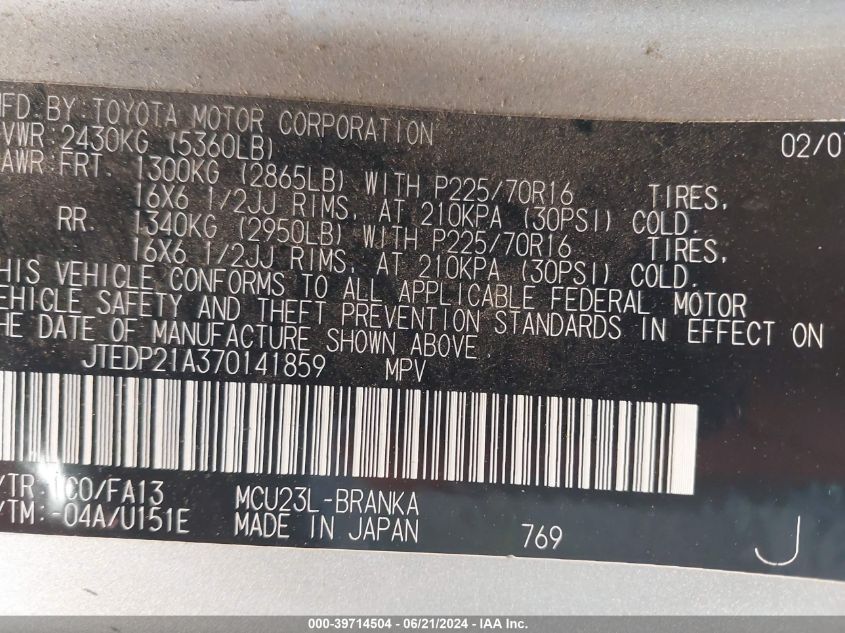 MFD. BY TOYOTA MOTOR CORPORATION 02/07
GVWR 2430KG (5360LB)
GAWR FRT. 1300KG (2865LB) WITH P225/70R16 TIRES,
16X6 1/2JJ RIMS, AT 210KPA (30PSI) COLD.
RR. 1340KG (2950LB) WITH P225/70R16 TIRES,
16X6 1/2JJ RIMS, AT 210KPA (30PSI) COLD.
THIS VEHICLE CONFORMS TO ALL APPLICABLE FEDERAL MOTOR
VEHICLE SAFETY AND THEFT PREVENTION STANDARDS IN EFFECT ON
THE DATE OF MANUFACTURE SHOWN ABOVE.
JTEDP21A370141859 MPV
/TR: 1C0/FA13 MCU23L-BRANKA
/TM:-04A/U151E MADE IN JAPAN 769 J
000-39714504 - 06/21/2024 - IAA Inc.